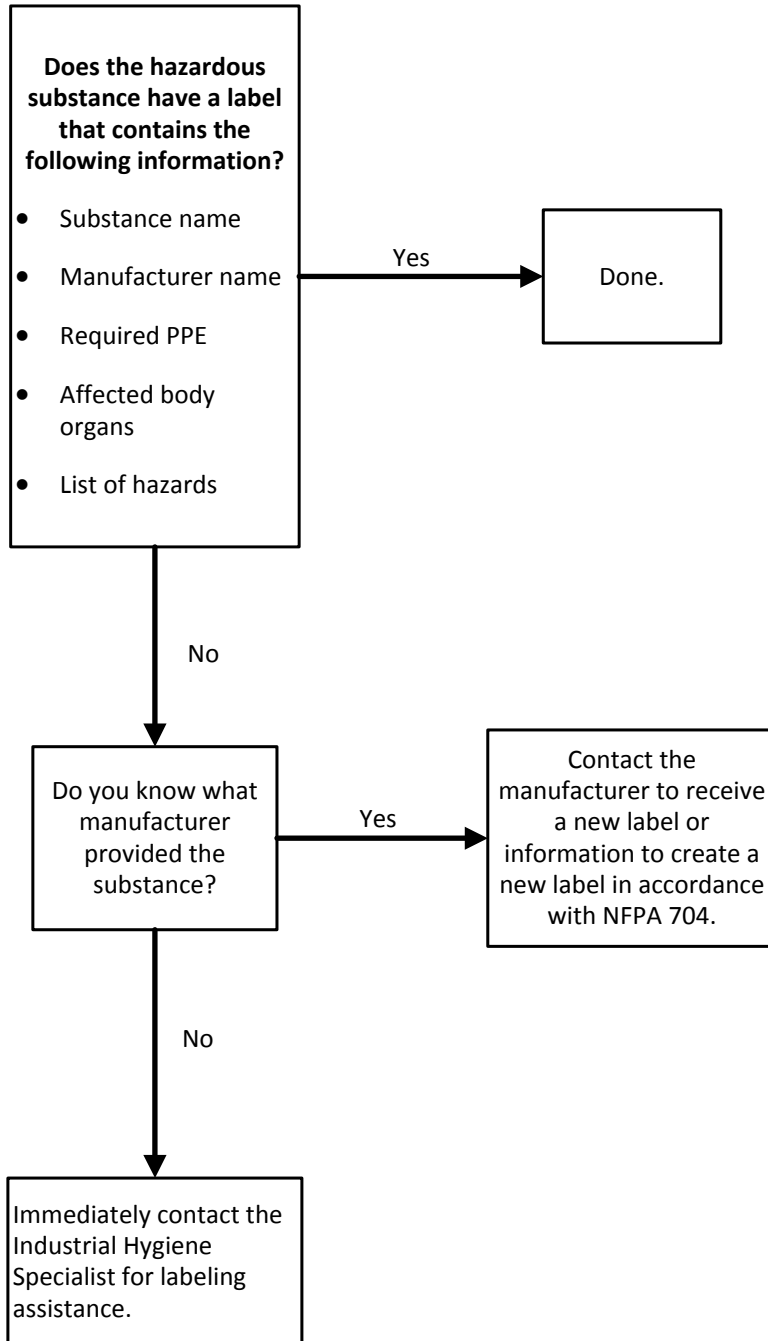 Does the hazardous
substance have a label
that contains the
following information?
• Substance name
• Manufacturer name
• Required PPE
• Affected body
organs
• List of hazards
Yes
Done.
No
Do you know what
manufacturer
provided the
substance?
Yes
Contact the
manufacturer to receive
a new label or
information to create a
new label in accordance
with NFPA 704.
No
Immediately contact the
Industrial Hygiene
Specialist for labeling
assistance.